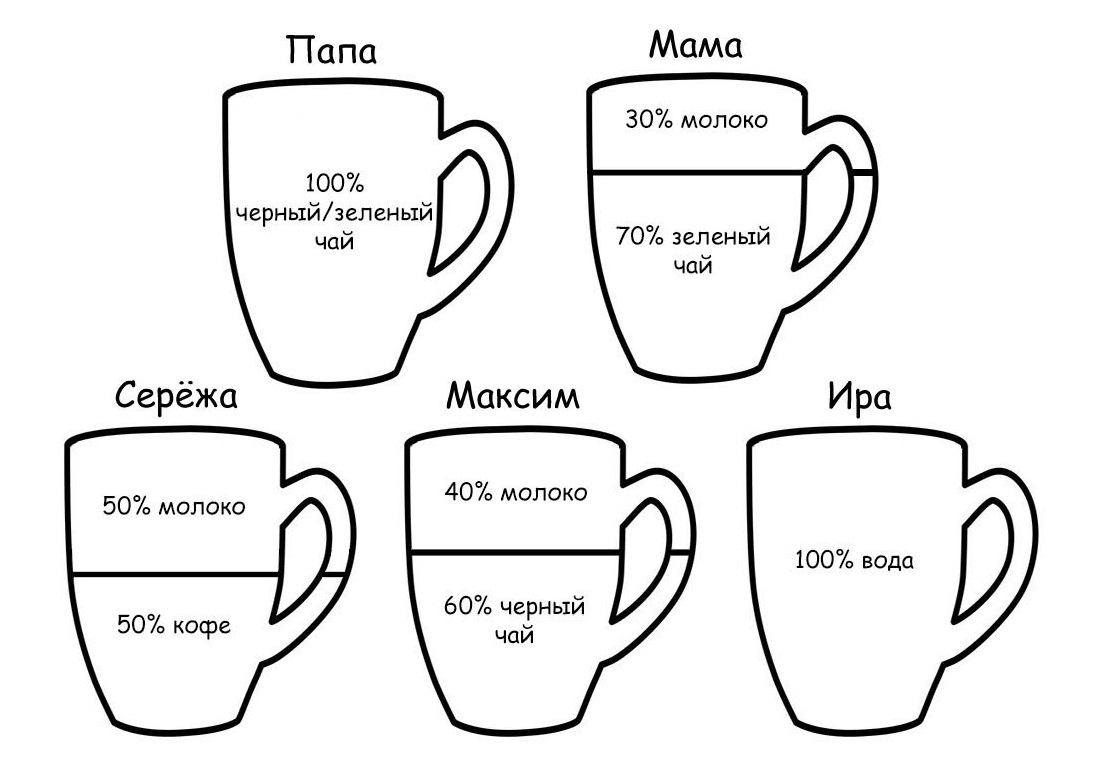 Папа
100%
черный/зеленый
чай
Мама
30% молоко
70% зеленый
чай
Серёжа
50% молоко
50% кофе
Максим
40% молоко
60% черный
чай
Ира
100% вода